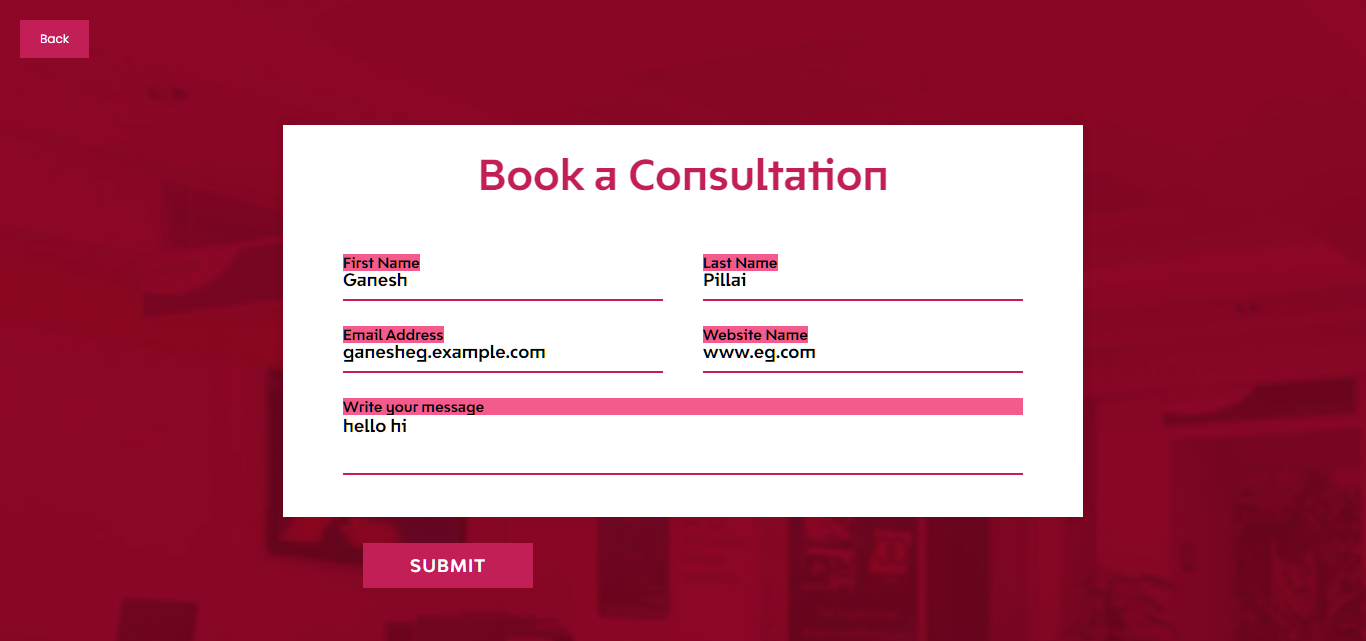 Back
Book a Consultation
First Name
Last Name
Ganesh
Pillai
Email Address
Website Name
ganesheg.example.com
www.eg.com
Write your message
hello hi
SUBMIT